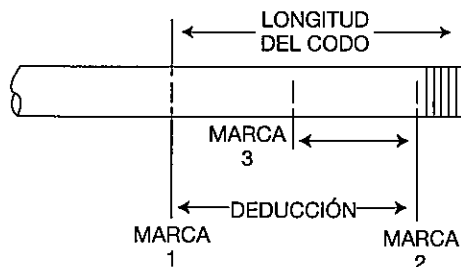 LONGITUD
DEL CODO
MARCA
3
DEDUCCIÓN
MARCA
1
MARCA
2